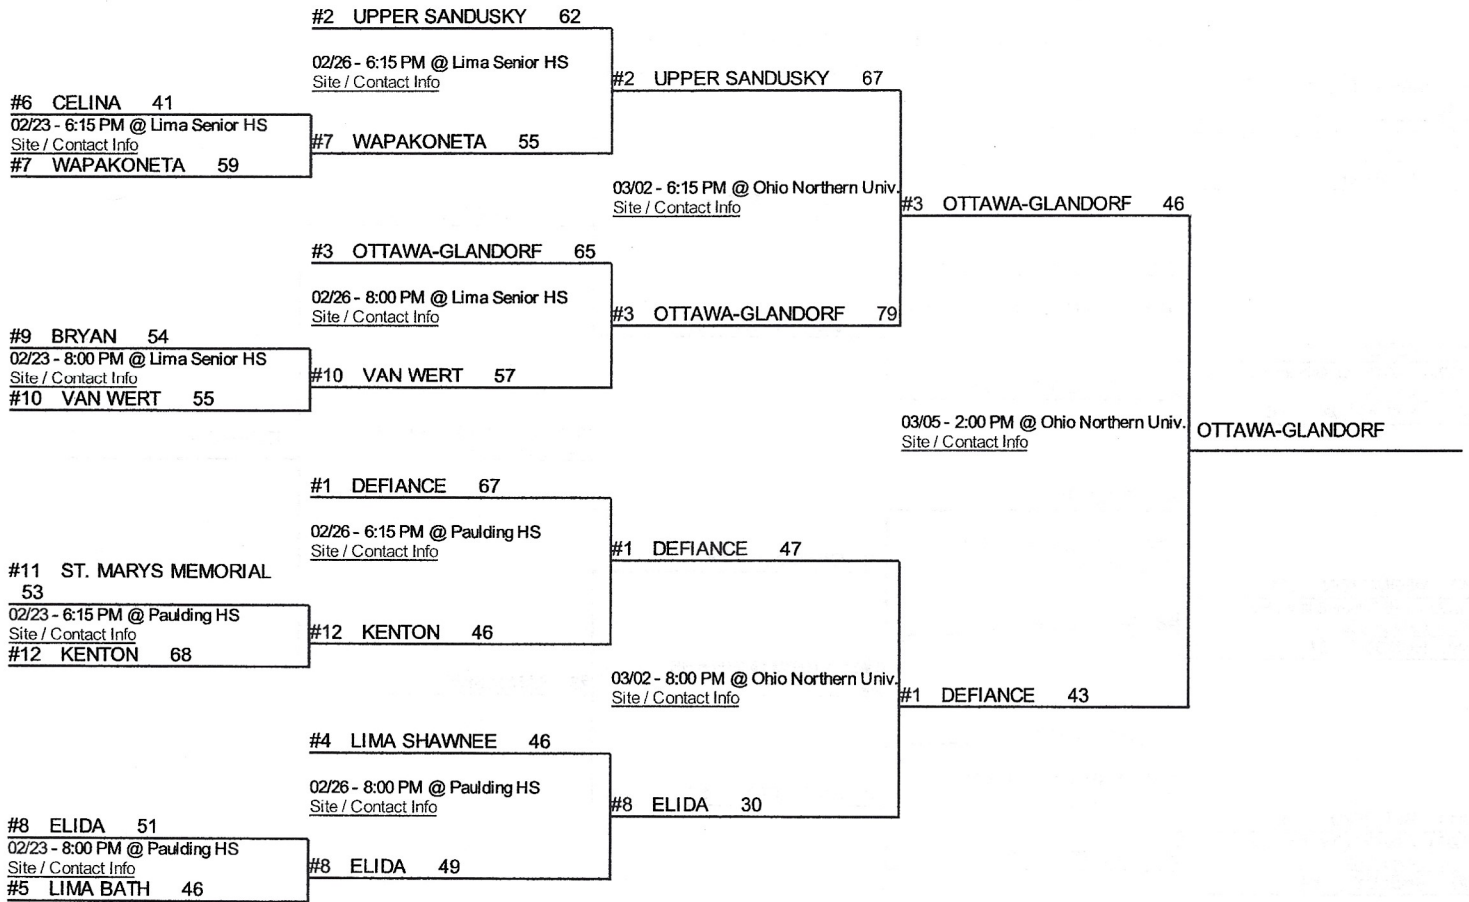 #2 UPPER SANDUSKY 62
02/26 - 6:15 PM @ Lima Senior HS
Site / Contact Info
#2 UPPER SANDUSKY 67
#6 CELINA 41
02/23 - 6:15 PM @ Lima Senior HS
Site / Contact Info
#7 WAPAKONETA 59
#7 WAPAKONETA 55
03/02 - 6:15 PM @ Ohio Northern Univ.
Site / Contact Info
#3 OTTAWA-GLANDORF 46
#3 OTTAWA-GLANDORF 65
02/26 - 8:00 PM @ Lima Senior HS
Site / Contact Info
#3 OTTAWA-GLANDORF 79
#9 BRYAN 54
02/23 - 8:00 PM @ Lima Senior HS
Site / Contact Info
#10 VAN WERT 55
#10 VAN WERT 57
03/05 - 2:00 PM @ Ohio Northern Univ.
Site / Contact Info
OTTAWA-GLANDORF
#1 DEFIANCE 67
02/26 - 6:15 PM @ Paulding HS
Site / Contact Info
#1 DEFIANCE 47
#11 ST. MARYS MEMORIAL
53
02/23 - 6:15 PM @ Paulding HS
Site / Contact Info
#12 KENTON 68
#12 KENTON 46
03/02 - 8:00 PM @ Ohio Northern Univ.
Site / Contact Info
#1 DEFIANCE 43
#4 LIMA SHAWNEE 46
02/26 - 8:00 PM @ Paulding HS
Site / Contact Info
#8 ELIDA 30
#8 ELIDA 51
02/23 - 8:00 PM @ Paulding HS
Site / Contact Info
#5 LIMA BATH 46
#8 ELIDA 49